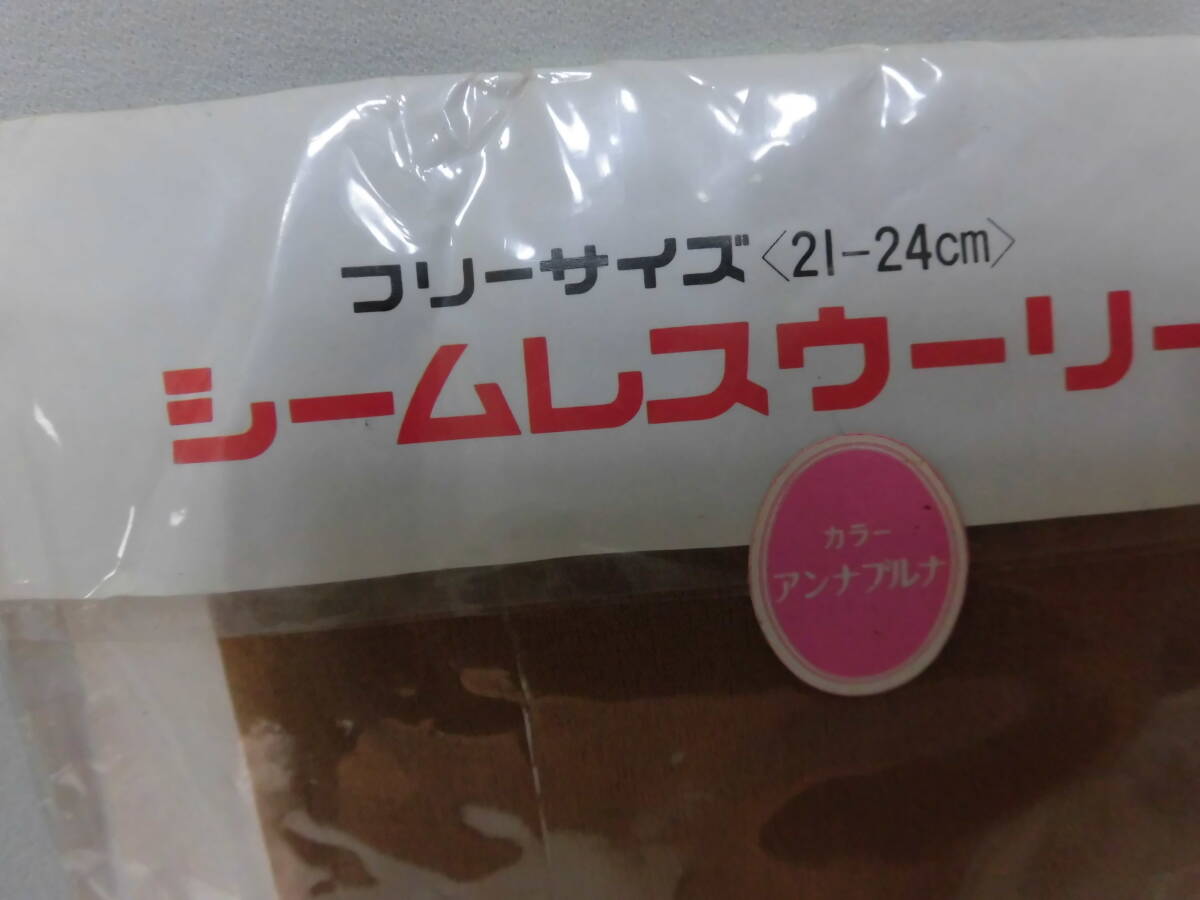 フリーサイズ〈21-24cm〉
シームレスウーリー
カラー
アンナプルナ